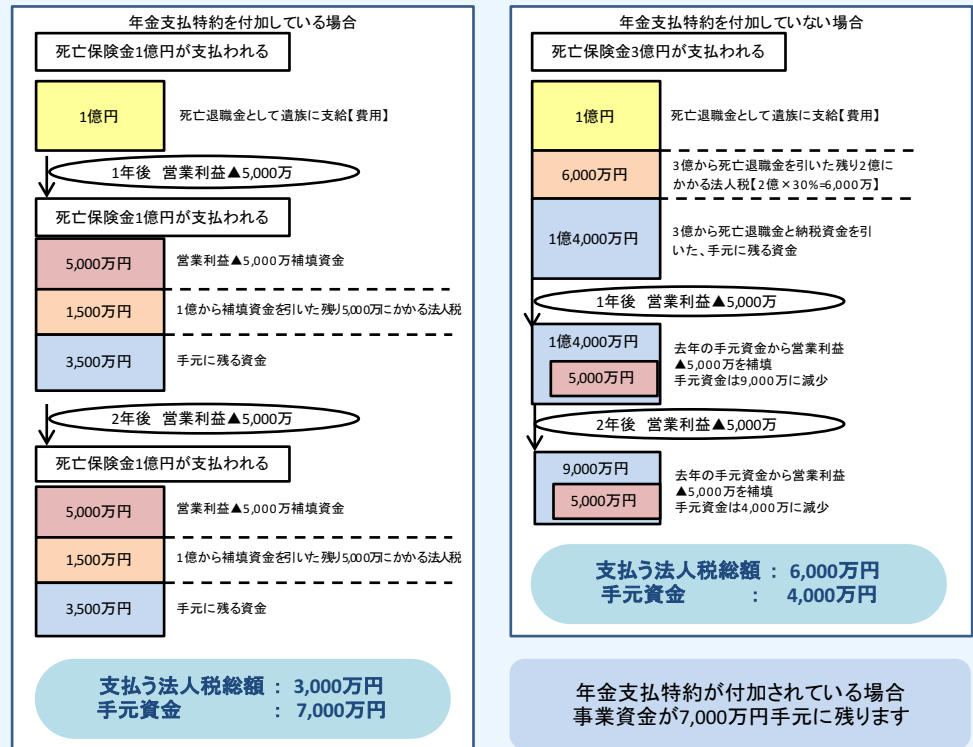 年金支払特約を付加している場合
死亡保険金1億円が支払われる
1億円
死亡退職金として遺族に支給【費用】
1年後 営業利益▲5,000万
死亡保険金1億円が支払われる
5,000万円
営業利益▲5,000万補填資金
1,500万円
1億から補填資金を引いた残り5,000万にかかる法人税
3,500万円
手元に残る資金
2年後 営業利益▲5,000万
死亡保険金1億円が支払われる
5,000万円
営業利益▲5,000万補填資金
1,500万円
1億から補填資金を引いた残り5,000万にかかる法人税
3,500万円
手元に残る資金
支払う法人税総額 : 3,000万円
手元資金 : 7,000万円
年金支払特約を付加していない場合
死亡保険金3億円が支払われる
1億円
死亡退職金として遺族に支給【費用】
6,000万円
3億から死亡退職金を引いた残り2億に
かかる法人税【2億×30%=6,000万】
1億4,000万円
3億から死亡退職金と納税資金を引
いた、手元に残る資金
1年後 営業利益▲5,000万
1億4,000万円
5,000万円
去年の手元資金から営業利益
▲5,000万を補填
手元資金は9,000万に減少
2年後 営業利益▲5,000万
9,000万円
5,000万円
去年の手元資金から営業利益
▲5,000万を補填
手元資金は4,000万に減少
支払う法人税総額 : 6,000万円
手元資金 : 4,000万円
年金支払特約が付加されている場合
事業資金が7,000万円手元に残ります